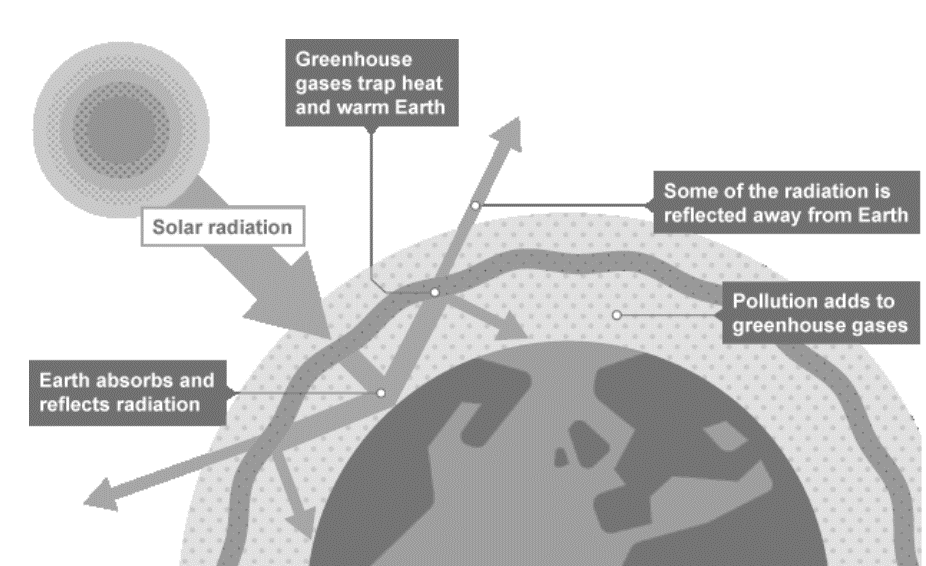 Greenhouse
gases trap heat
and warm Earth
Some of the radiation is
reflected away from Earth
Solar radiation
Pollution adds to
greenhouse gases
Earth absorbs and
reflects radiation